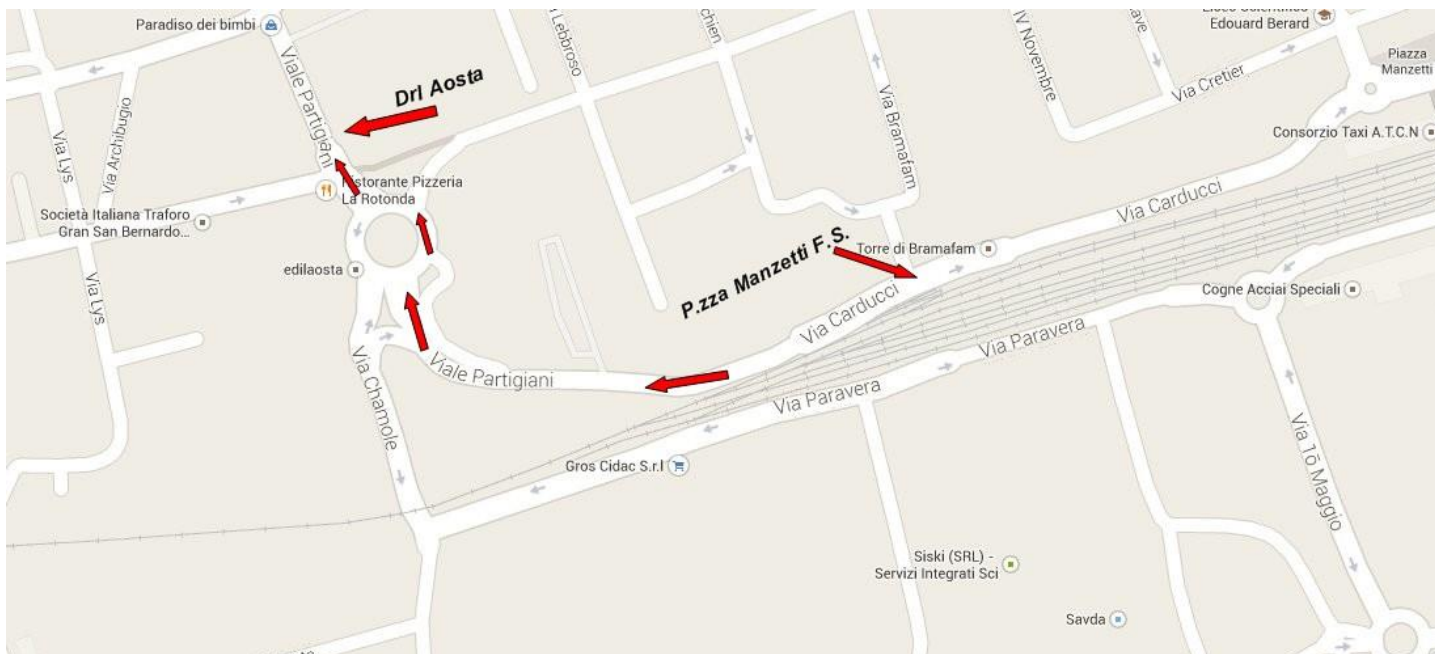 Paradiso dei bimbi
Viale Partigiani
Drl Aosta
Lebbroso
IV Novembre
Edouard Berard
Piazza
Manzetti
Via Cretier
Consorzio Taxi A.T.C.N
Via Lys
Via Archibugio
Via Bramafam
Ristorante Pizzeria
La Rotonda
Società Italiana Traforo
Gran San Bernardo...
Via Carducci
P.zza Manzetti F.S.
Torre di Bramafam
edilaosta
Via Lys
Via Carducci
Cogne Acciai Speciali
Via Chamole
Viale Partigiani
Via Paravera
Via Paravera
Gros Cidac S.r.l
Via 1õ Maggio
Siski (SRL) -
Servizi Integrati Sci
Savda